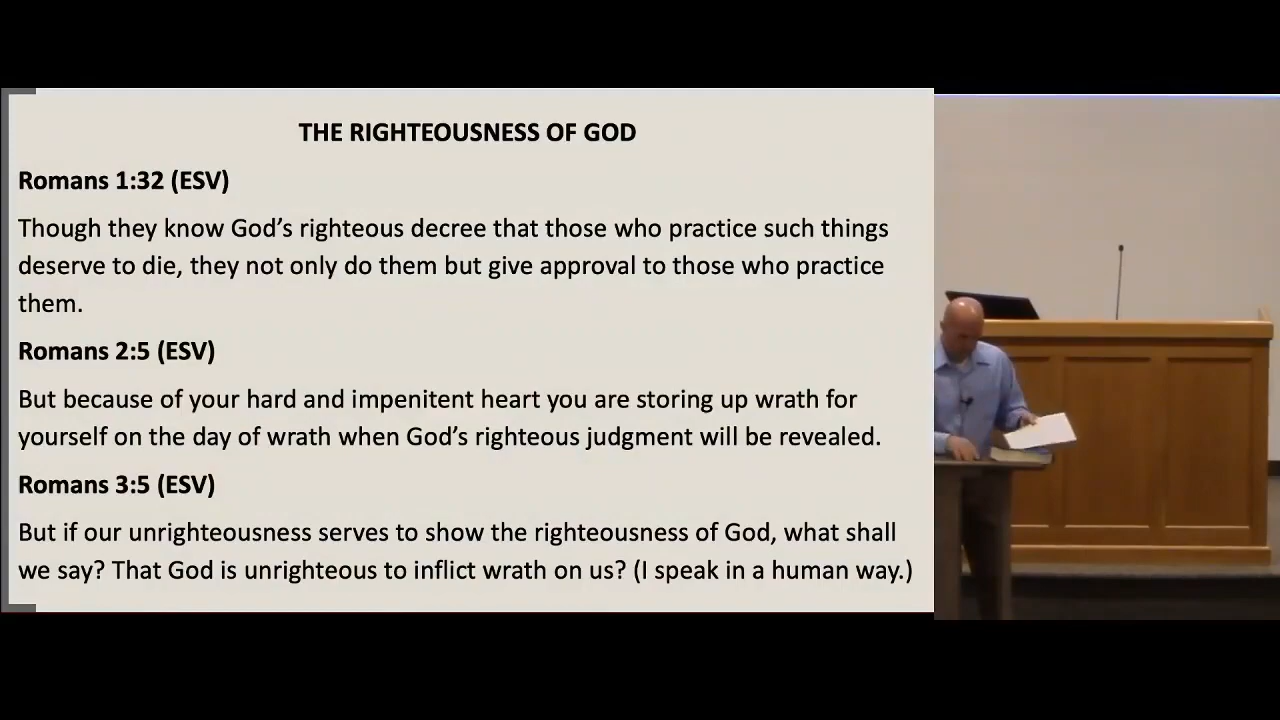 THE RIGHTEOUSNESS OF GOD
Romans 1:32 (ESV)
Though they know God’s righteous decree that those who practice such things
deserve to die, they not only do them but give approval to those who practice
them.
Romans 2:5 (ESV)
But because of your hard and impenitent heart you are storing up wrath for
yourself on the day of wrath when God’s righteous judgment will be revealed.
Romans 3:5 (ESV)
But if our unrighteousness serves to show the righteousness of God, what shall
we say? That God is unrighteous to inflict wrath on us? (I speak in a human way.)